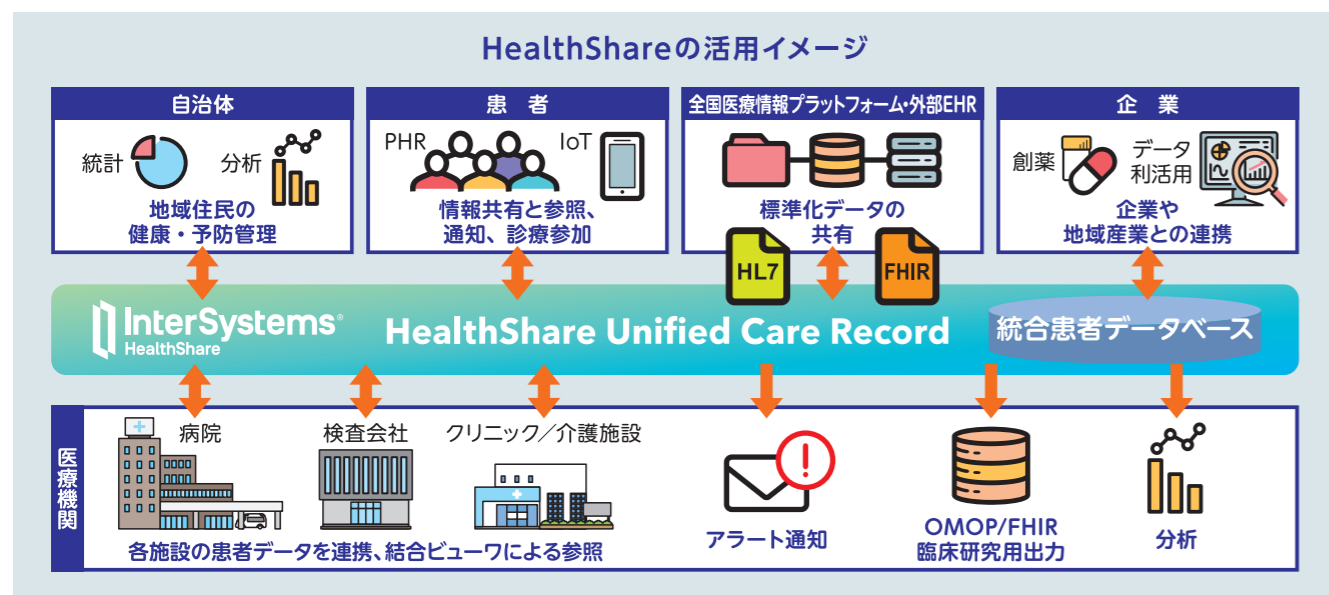 HealthShareの活用イメージ
自治体
統計
分析
地域住民の
健康・予防管理
患 者
PHR
IoT
情報共有と参照、
通知、診療参加
全国医療情報プラットフォーム・外部EHR
標準化データの
共有
企 業
創薬
データ
利活用
企業や
地域産業との連携
HL7
FHIR
InterSystems®
HealthShare
HealthShare Unified Care Record
統合患者データベース
医療機関
病院
検査会社
クリニック／介護施設
各施設の患者データを連携、結合ビューワによる参照
アラート通知
OMOP/FHIR
臨床研究用出力
分析